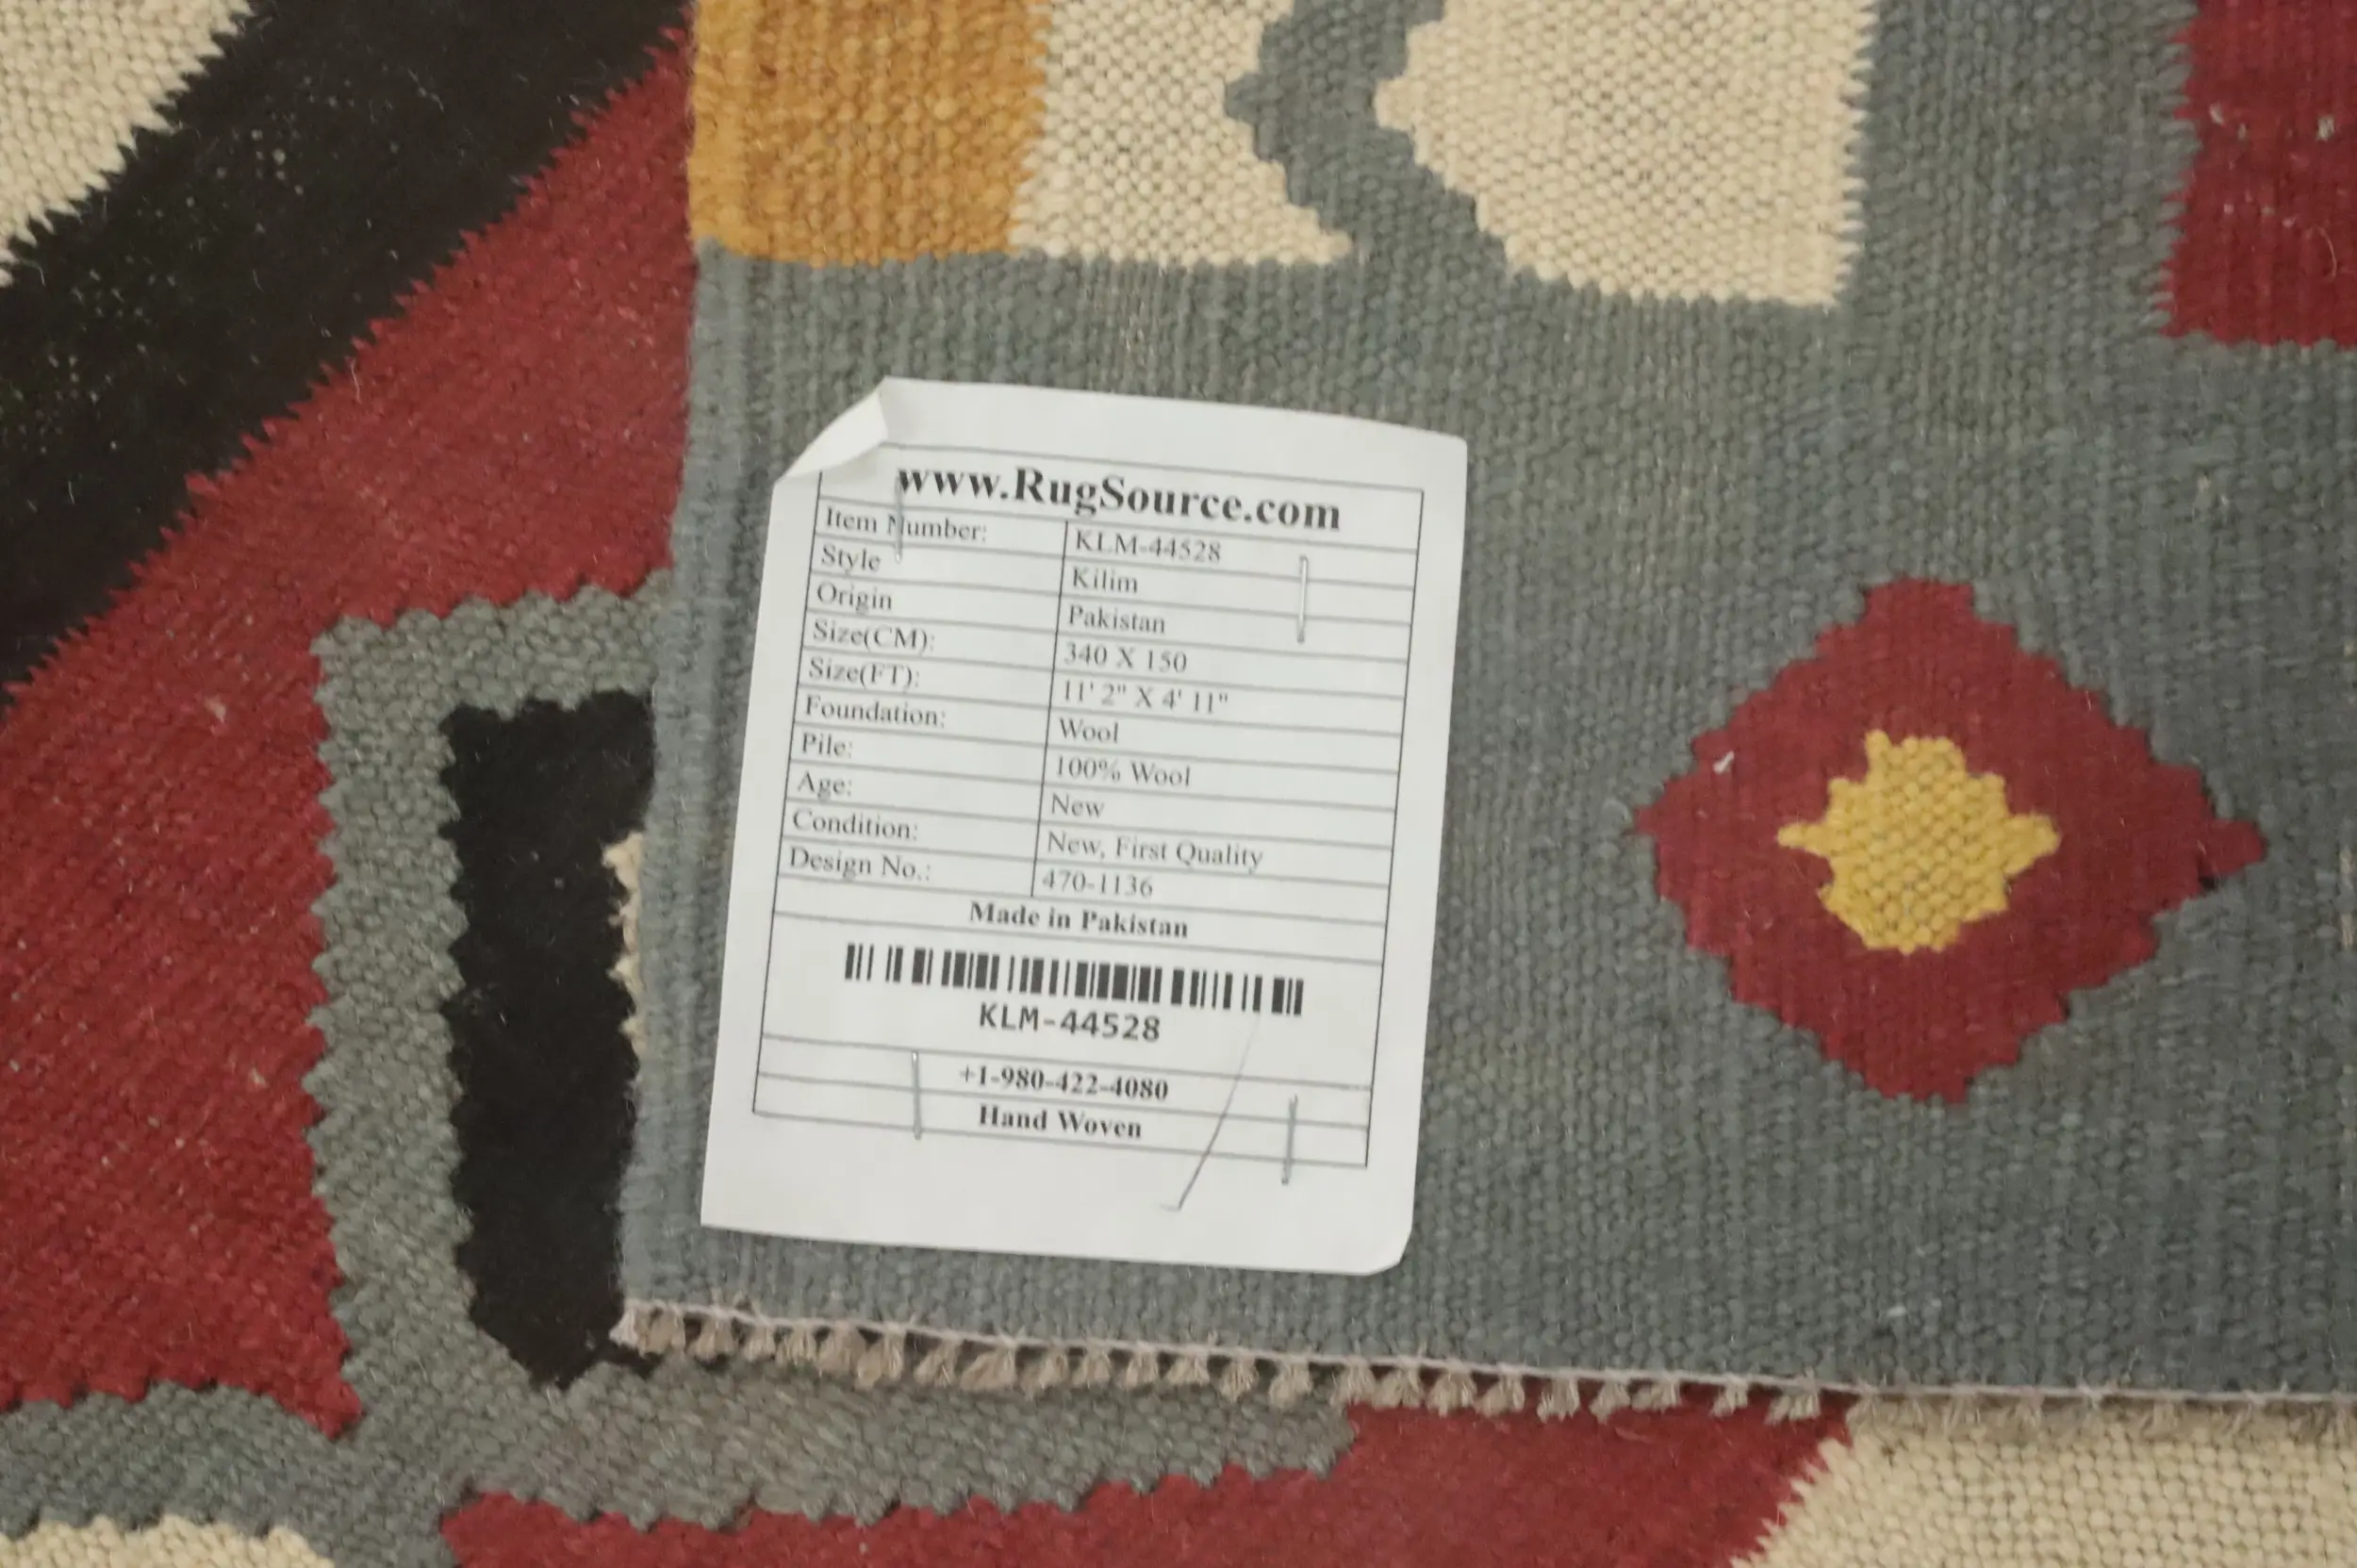 www.RugSource.com
Item Number: KLM-44528
Style Kilim
Origin Pakistan
Size(CM): 340 X 150
Size(FT): 11' 2" X 4' 11"
Foundation: Wool
Pile: 100% Wool
Age: New
Condition: New, First Quality
Design No.: 470-1136
Made in Pakistan
KLM-44528
+1-980-422-4080
Hand Woven